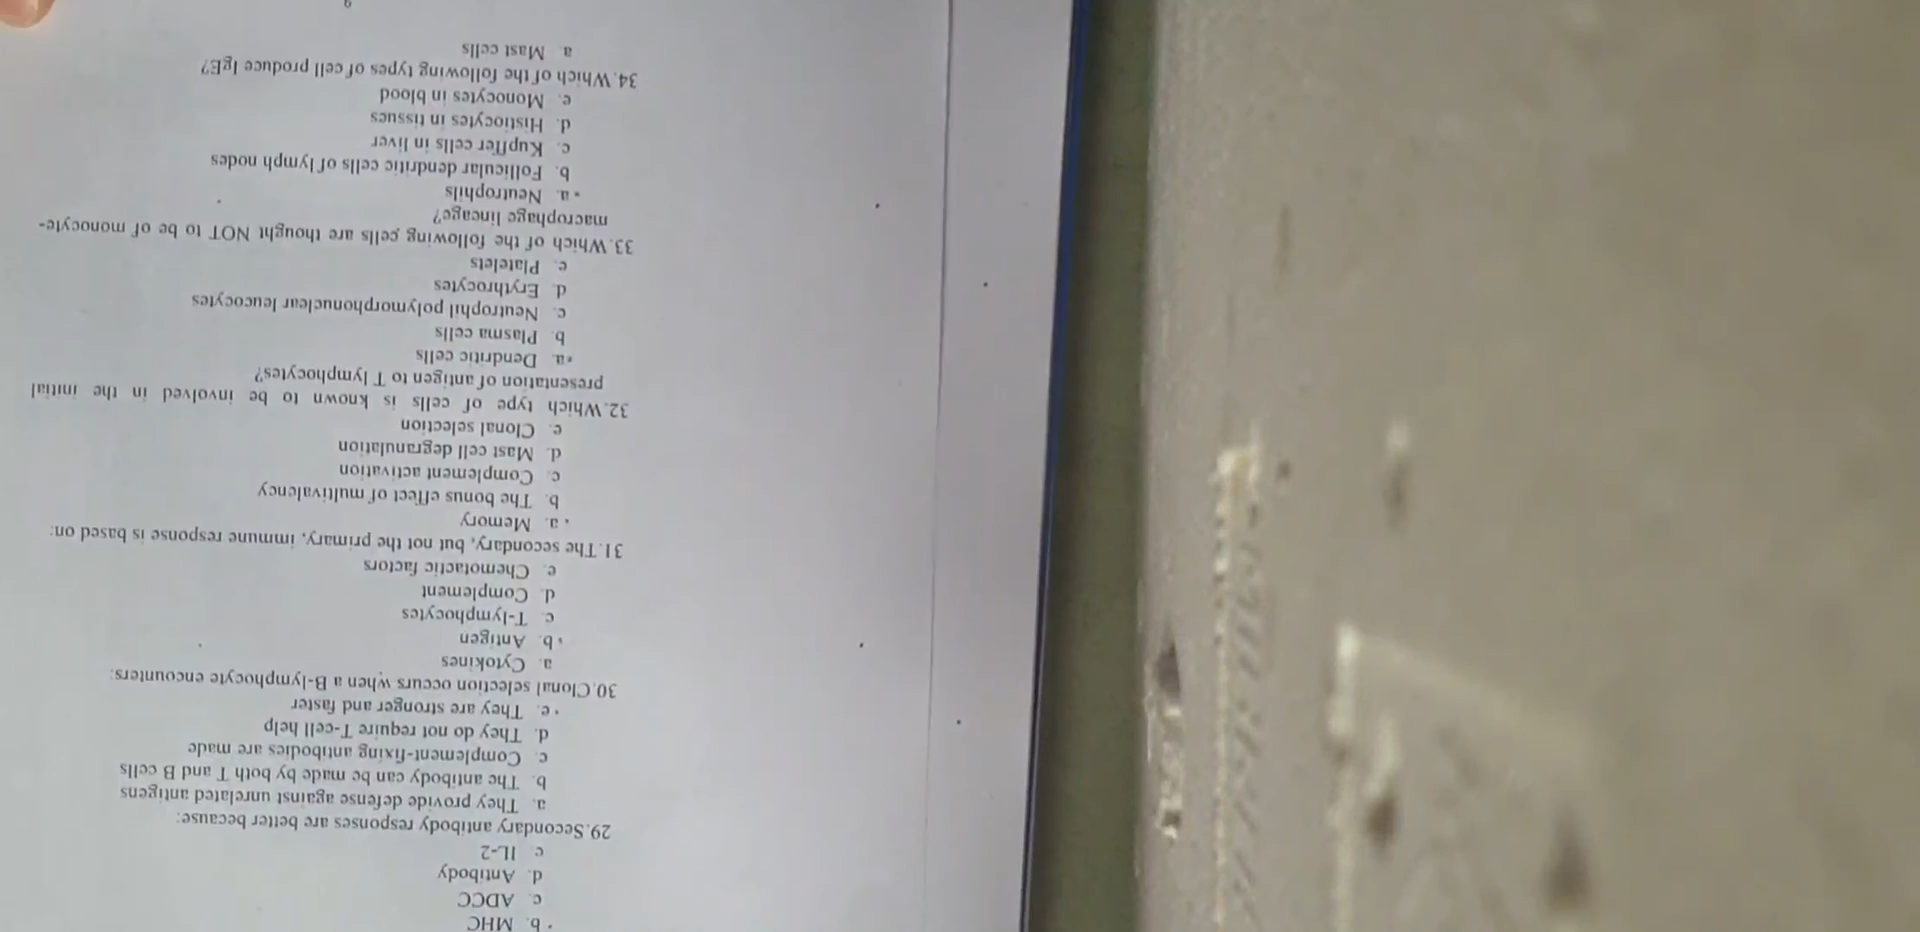 b. MHC
c. ADCC
d. Antibody
e IL-2
29.Secondary antibody responses are better because:
a. They provide defense against unrelated antigens
b. The antibody can be made by both T and B cells
c. Complement-fixing antibodies are made
d. They do not require T-cell help
e. They are stronger and faster
30.Clonal selection occurs when a B-lymphocyte encounters:
a. Cytokines
b. Antigen
c. T-lymphocytes
d. Complement
e. Chemotactic factors
31.The secondary, but not the primary, immune response is based on:
a. Memory
b. The bonus effect of multivalency
c. Complement activation
d. Mast cell degranulation
e. Clonal selection
32.Which type of cells is known to be involved in the initial
presentation of antigen to T lymphocytes?
a. Dendritic cells
b. Plasma cells
c. Neutrophil polymorphonuclear leucocytes
d. Erythrocytes
e. Platelets
33.Which of the following cells are thought NOT to be of monocyte-
macrophage lineage?
a. Neutrophils
b. Follicular dendritic cells of lymph nodes
c. Kupffer cells in liver
d. Histiocytes in tissues
e. Monocytes in blood
34.Which of the following types of cell produce IgE?
a Mast cells